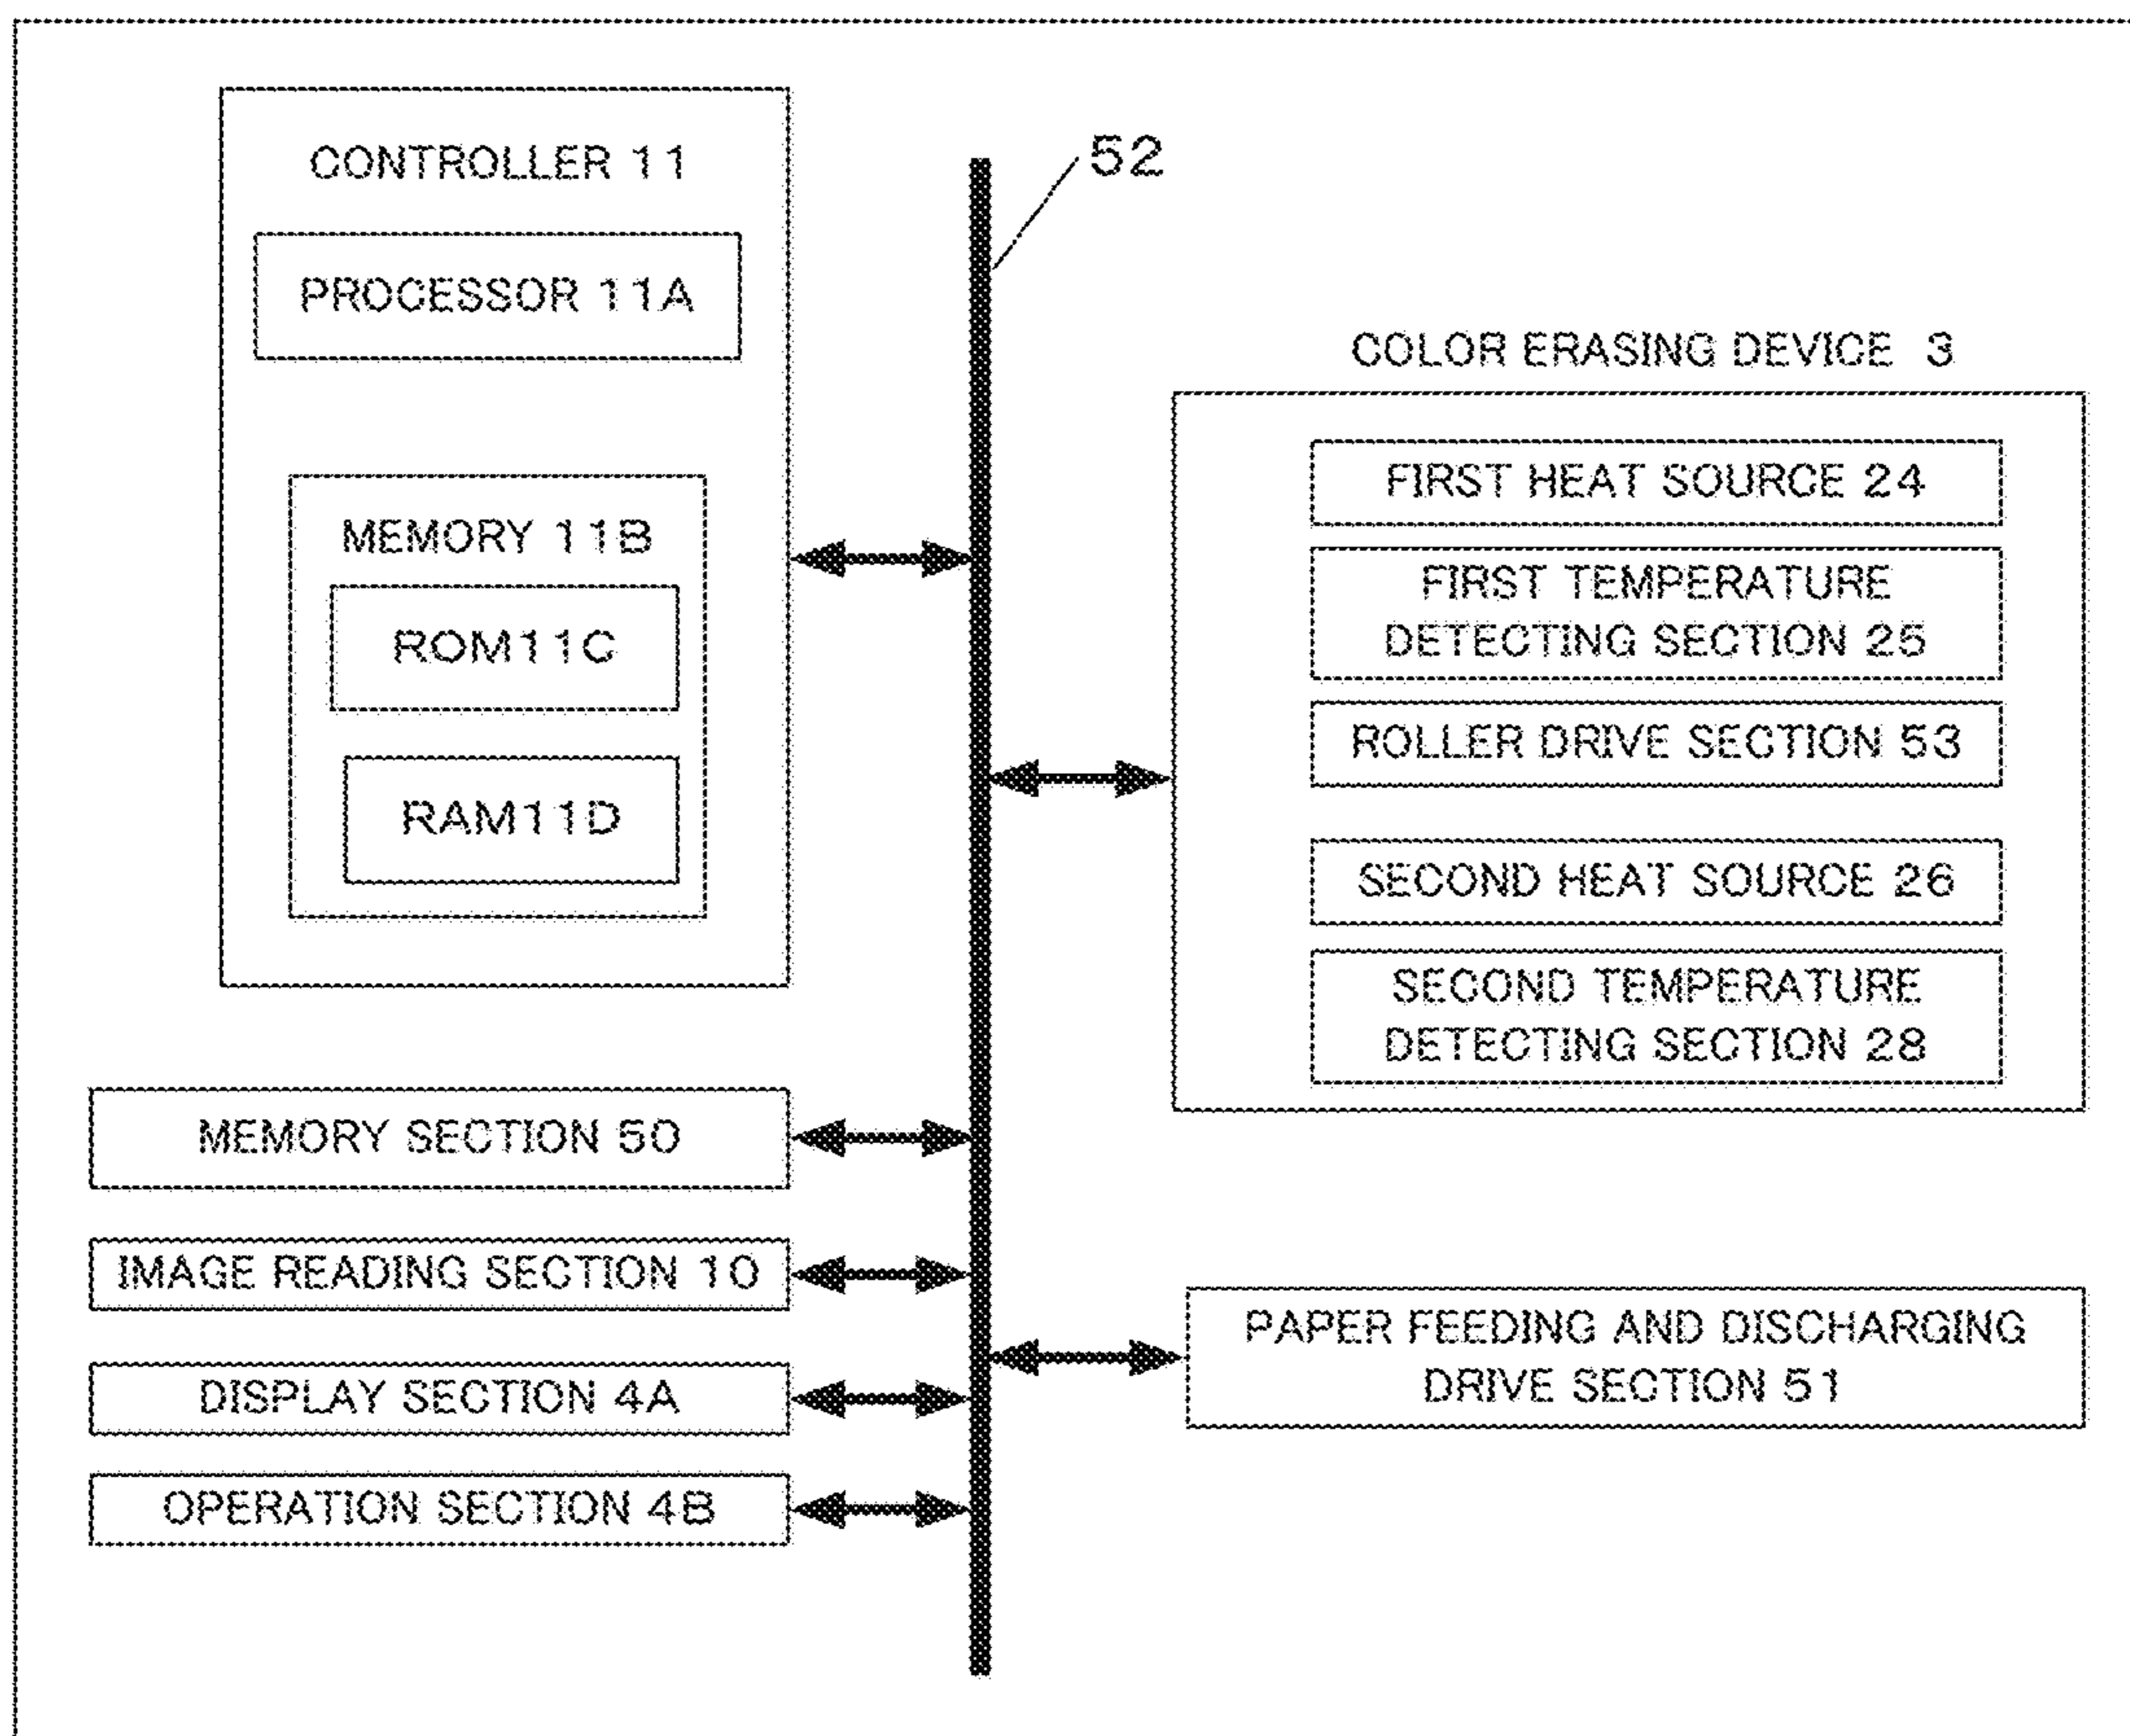 CONTROLLER 11
PROCESSOR 11A
MEMORY 11B
ROM11C
RAM11D
MEMORY SECTION 50
IMAGE READING SECTION 10
DISPLAY SECTION 4A
OPERATION SECTION 4B
52
COLOR ERASING DEVICE 3
FIRST HEAT SOURCE 24
FIRST TEMPERATURE
DETECTING SECTION 25
ROLLER DRIVE SECTION 53
SECOND HEAT SOURCE 26
SECOND TEMPERATURE
DETECTING SECTION 28
PAPER FEEDING AND DISCHARGING
DRIVE SECTION 51